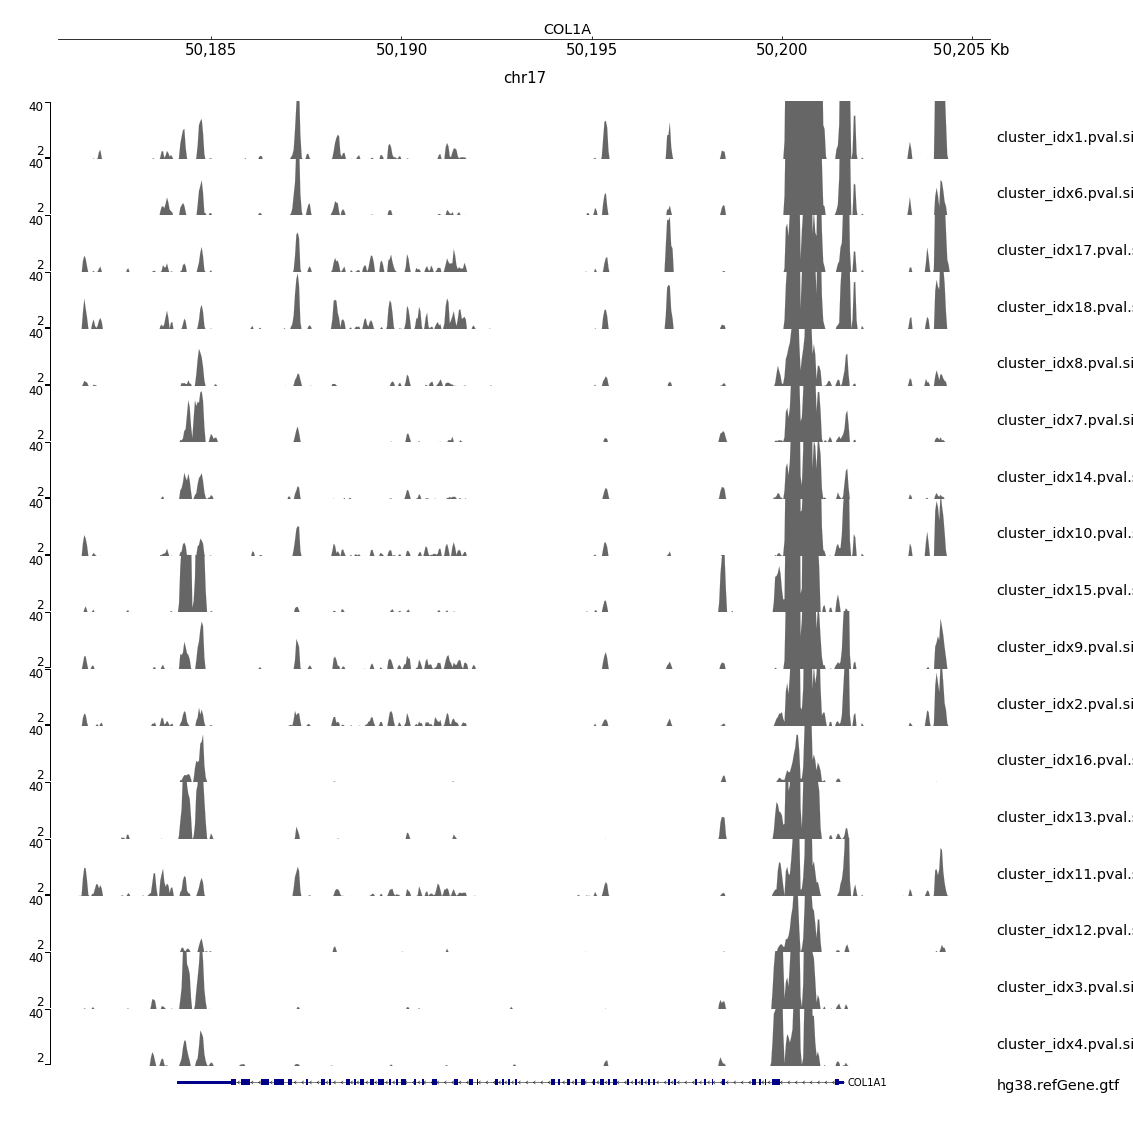 COL1A
50,185 50,190 50,195 50,200 50,205 Kb
chr17
40
2 cluster_idx1.pval.si
40
2 cluster_idx6.pval.si
40
2 cluster_idx17.pval.
40
2 cluster_idx18.pval.
40
2 cluster_idx8.pval.si
40
2 cluster_idx7.pval.si
40
2 cluster_idx14.pval.
40
2 cluster_idx10.pval.
40
2 cluster_idx15.pval.
40
2 cluster_idx9.pval.si
40
2 cluster_idx2.pval.si
40
2 cluster_idx16.pval.
40
2 cluster_idx13.pval.
40
2 cluster_idx11.pval.
40
2 cluster_idx12.pval.
40
2 cluster_idx3.pval.si
40
2 cluster_idx4.pval.si
COL1A1 hg38.refGene.gtf